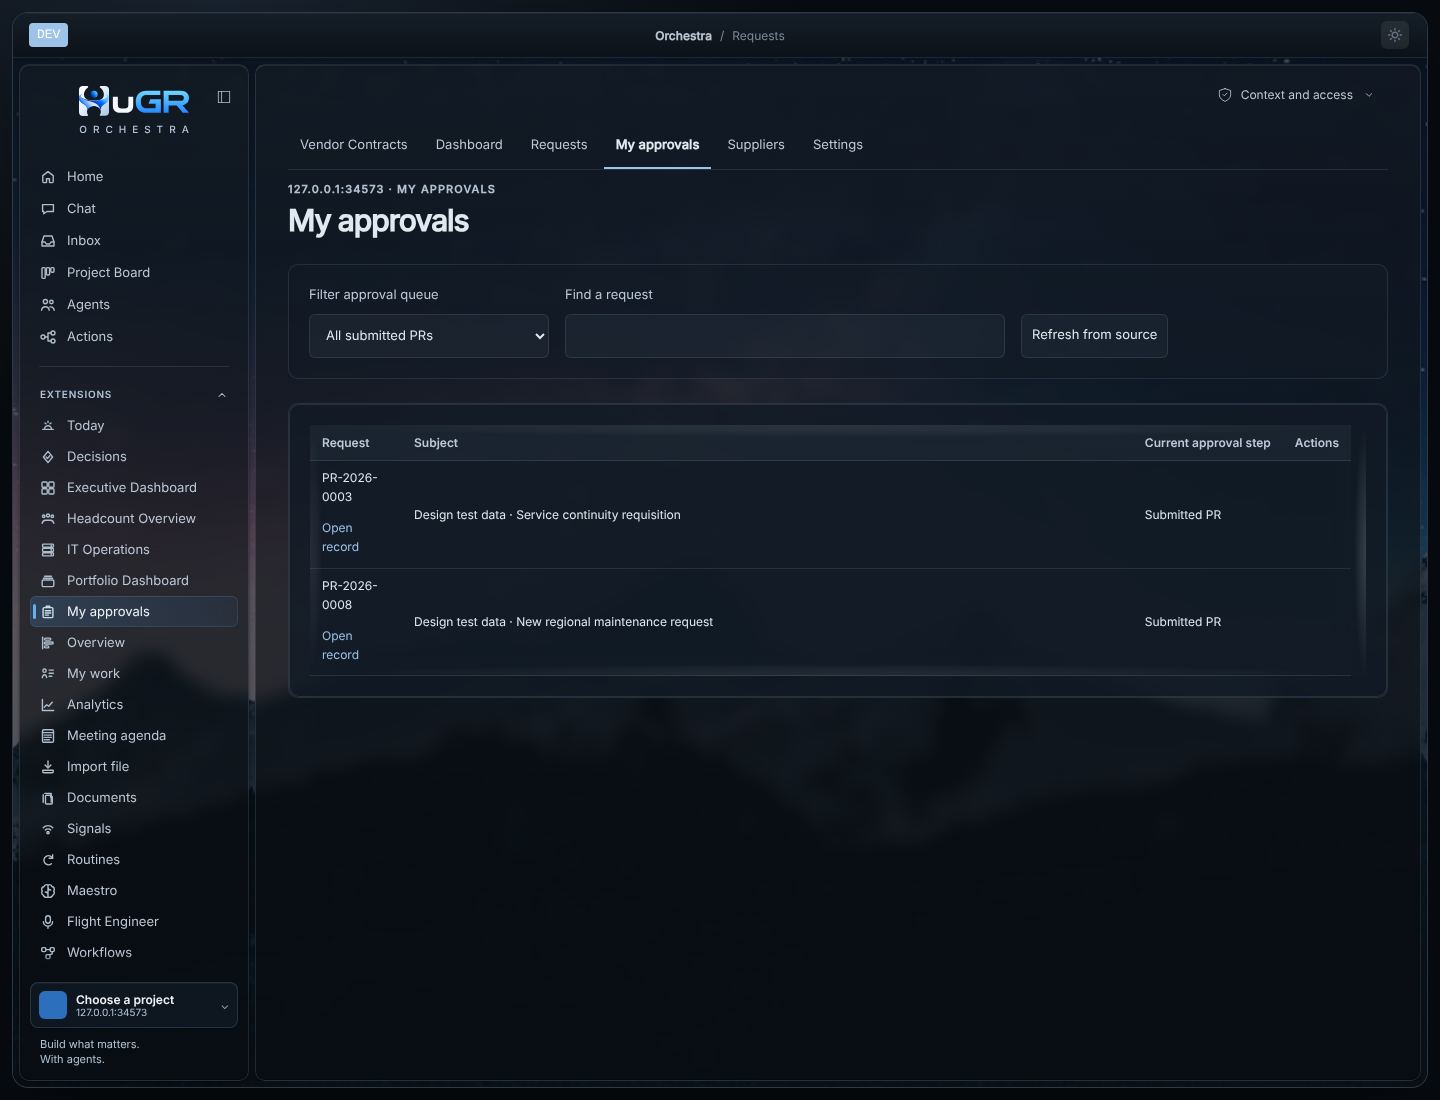 DEV
Orchestra / Requests
HuGR
ORCHESTRA
Home
Chat
Inbox
Project Board
Agents
Actions
EXTENSIONS
Today
Decisions
Executive Dashboard
Headcount Overview
IT Operations
Portfolio Dashboard
My approvals
Overview
My work
Analytics
Meeting agenda
Import file
Documents
Signals
Routines
Maestro
Flight Engineer
Workflows
Choose a project
127.0.0.1:34573
Build what matters.
With agents.
Context and access
Vendor Contracts Dashboard Requests My approvals Suppliers Settings
127.0.0.1:34573 · MY APPROVALS
My approvals
Filter approval queue Find a request
All submitted PRs Refresh from source
Request Subject Current approval step Actions
PR-2026-
0003
Open
record
Design test data · Service continuity requisition
Submitted PR
PR-2026-
0008
Open
record
Design test data · New regional maintenance request
Submitted PR